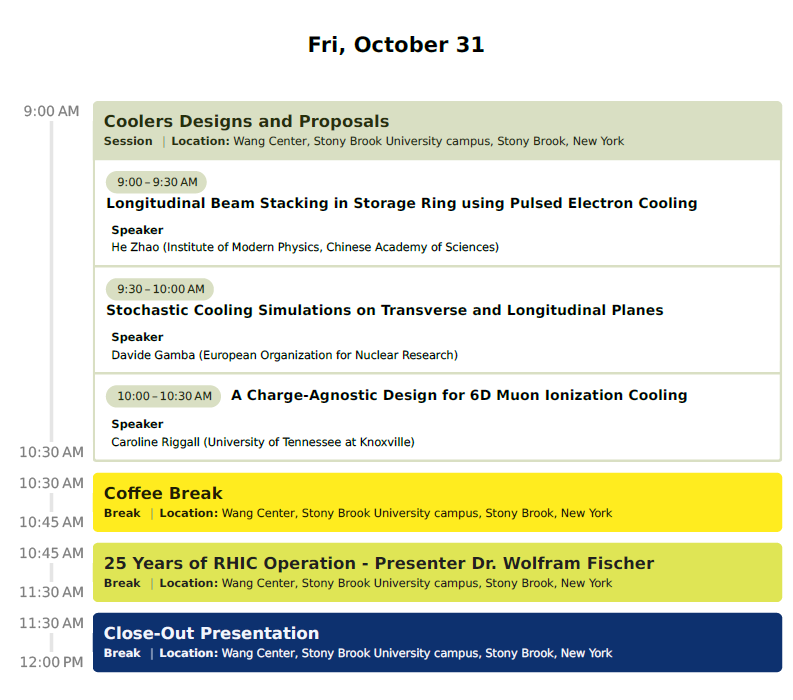 Fri, October 31
9:00 AM
Coolers Designs and Proposals
Session | Location: Wang Center, Stony Brook University campus, Stony Brook, New York
9:00 – 9:30 AM
Longitudinal Beam Stacking in Storage Ring using Pulsed Electron Cooling
Speaker
He Zhao (Institute of Modern Physics, Chinese Academy of Sciences)
9:30 – 10:00 AM
Stochastic Cooling Simulations on Transverse and Longitudinal Planes
Speaker
Davide Gamba (European Organization for Nuclear Research)
10:00 – 10:30 AM A Charge-Agnostic Design for 6D Muon Ionization Cooling
Speaker
Caroline Riggall (University of Tennessee at Knoxville)
10:30 AM
10:30 AM
Coffee Break
Break | Location: Wang Center, Stony Brook University campus, Stony Brook, New York
10:45 AM
10:45 AM
25 Years of RHIC Operation - Presenter Dr. Wolfram Fischer
Break | Location: Wang Center, Stony Brook University campus, Stony Brook, New York
11:30 AM
11:30 AM
Close-Out Presentation
Break | Location: Wang Center, Stony Brook University campus, Stony Brook, New York
12:00 PM